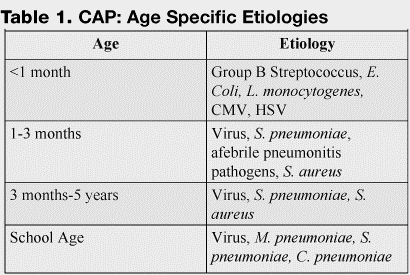 Table 1. CAP: Age Specific Etiologies
Age Etiology
<1 month Group B Streptococcus, E.
Coli, L. monocytogenes,
CMV, HSV
1-3 months Virus, S. pneumoniae,
afebrile pneumonitis
pathogens, S. aureus
3 months-5 years Virus, S. pneumoniae, S.
aureus
School Age Virus, M. pneumoniae, S.
pneumoniae, C. pneumoniae